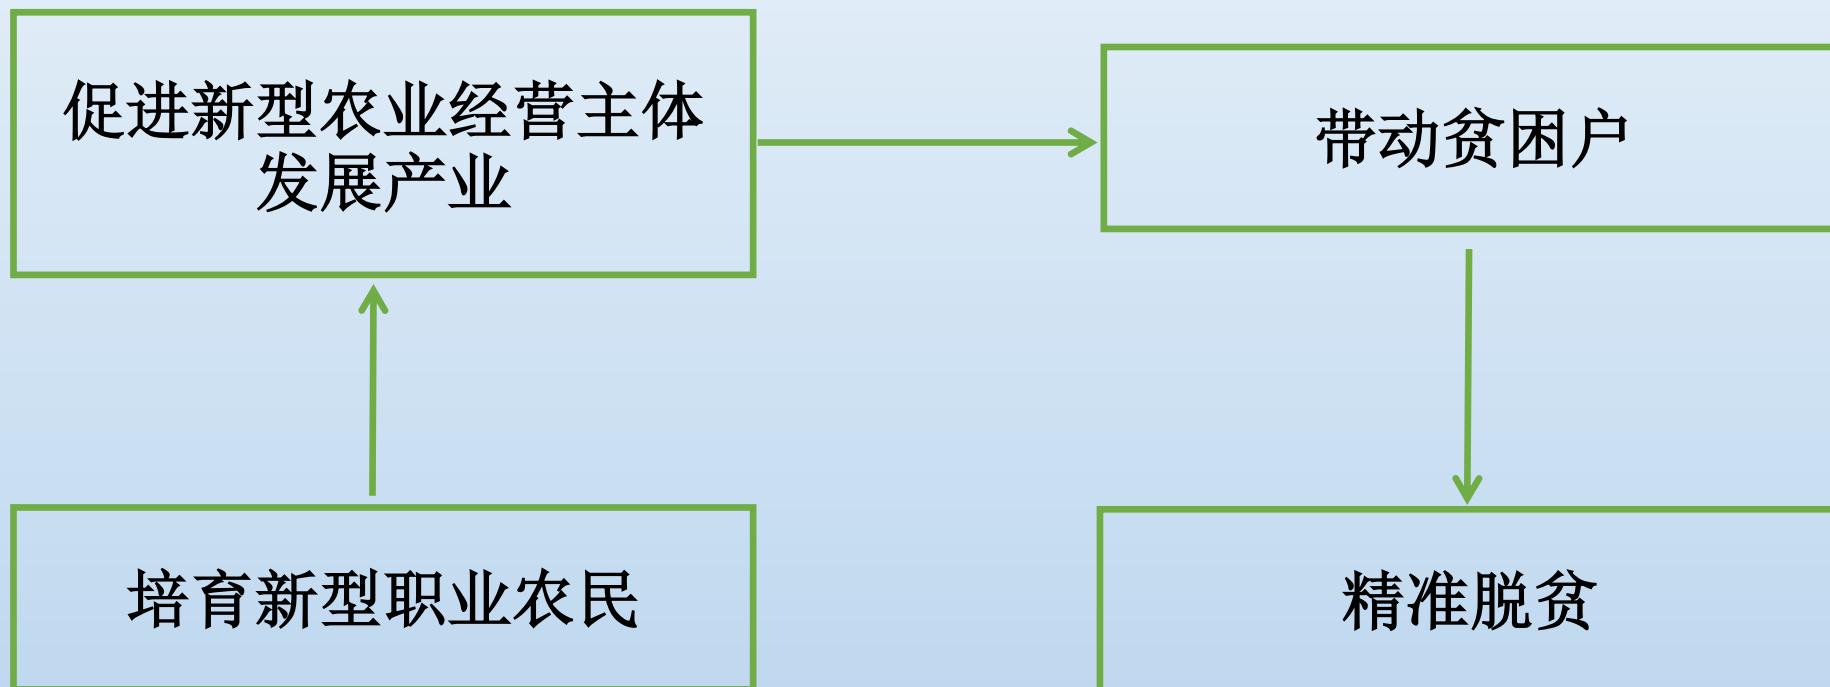 促进新型农业经营主体
发展产业
带动贫困户
培育新型职业农民
精准脱贫